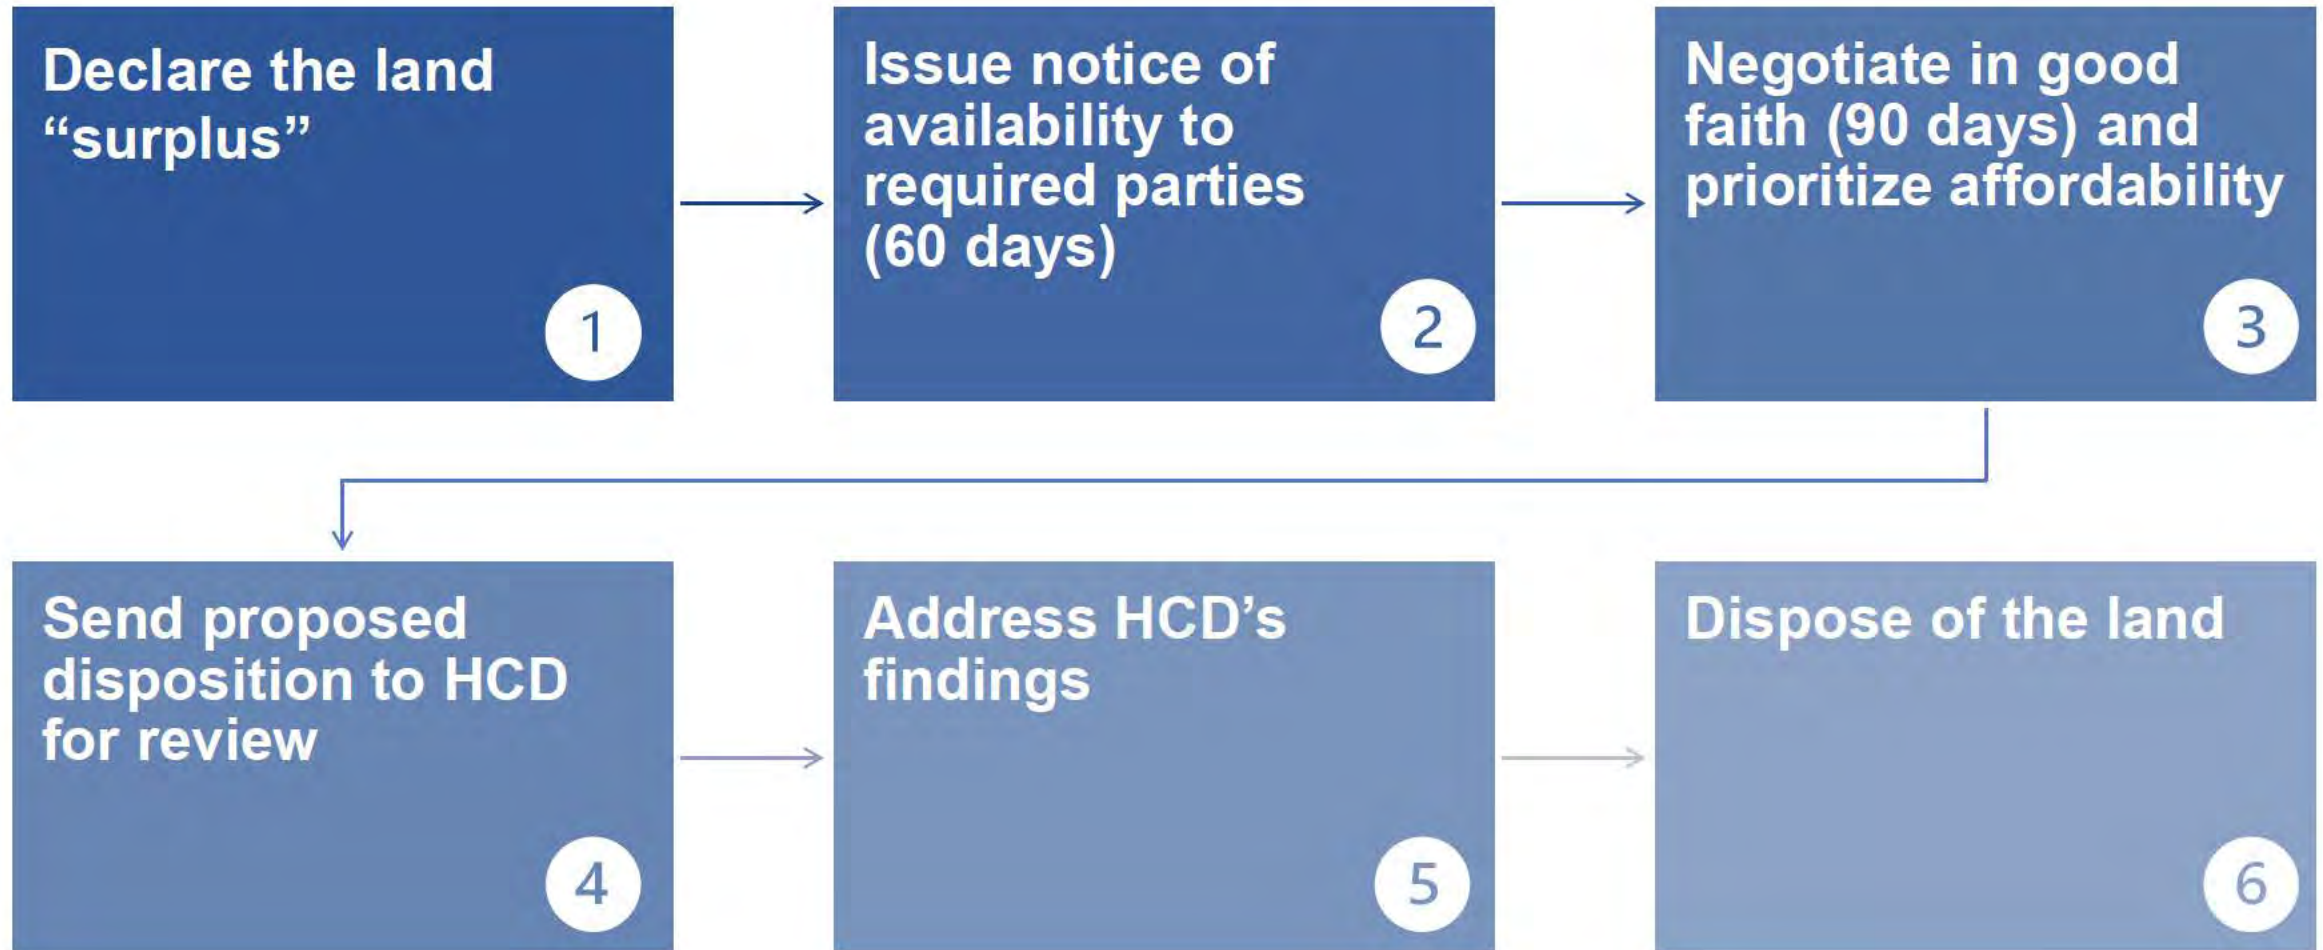 Declare the land
“surplus”
1
Issue notice of
availability to
required parties
(60 days)
2
Negotiate in good
faith (90 days) and
prioritize affordability
3
Send proposed
disposition to HCD
for review
4
Address HCD’s
findings
5
Dispose of the land
6